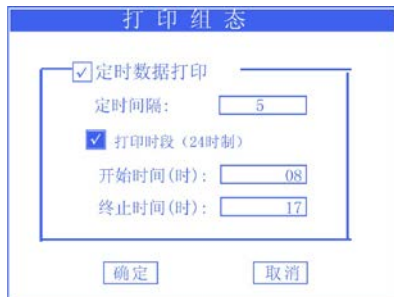 打印组态
定时数据打印
定时间隔: 5
打印时段（24时制）
开始时间(时): 08
终止时间(时): 17
确定 取消